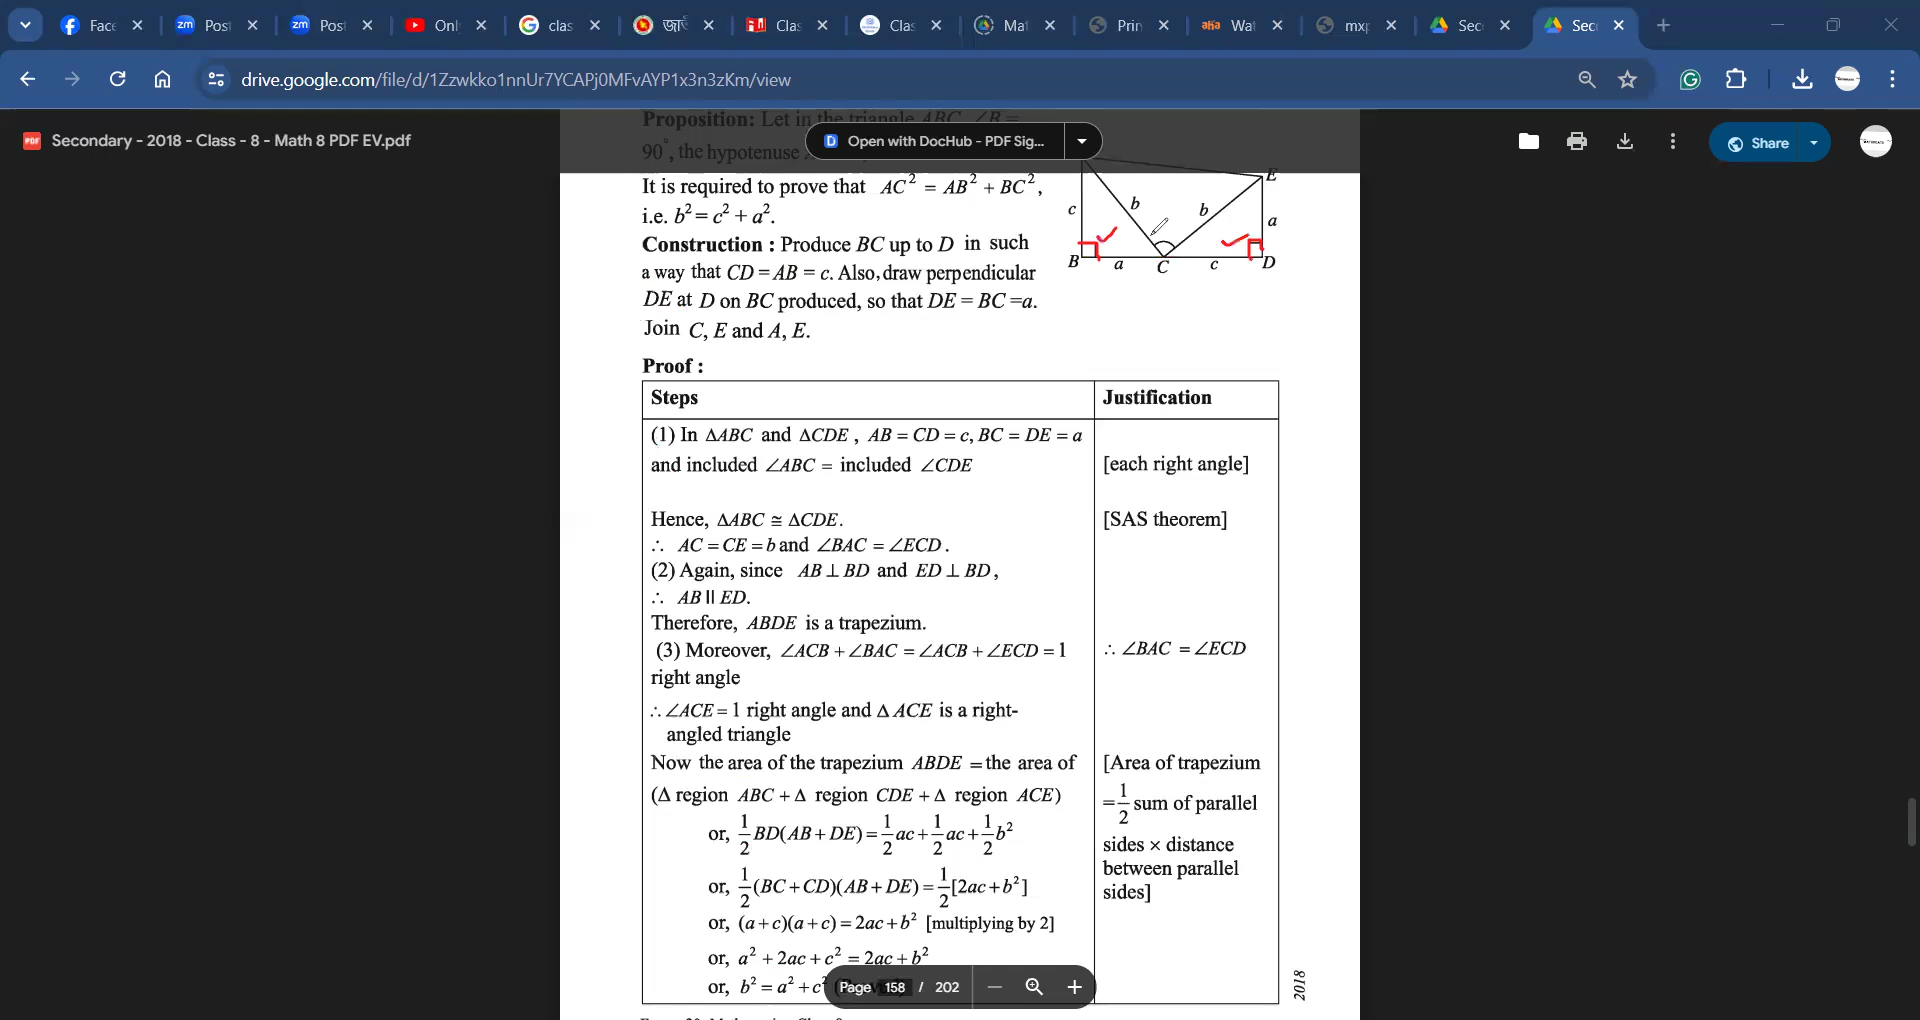 Face
Post
Post
Onl
clas
জাতী
Clas
Clas
Mat
Prin
Wat
mxp
Sec
Sec
drive.google.com/file/d/1Zzwkko1nnUr7YCAPj0MFvAYP1x3n3zKm/view
Secondary - 2018 - Class - 8 - Math 8 PDF EV.pdf
Open with DocHub - PDF Sig...
Share
Proposition: Let in the triangle ABC, ∠B =
90°, the hypotenuse
It is required to prove that AC² = AB² + BC²,
i.e. b² = c² + a².
Construction : Produce BC up to D in such
a way that CD = AB = c. Also, draw perpendicular
DE at D on BC produced, so that DE = BC =a.
Join C, E and A, E.
E
c b b a
B a C c D
Proof :
Steps Justification
(1) In ΔABC and ΔCDE, AB = CD = c, BC = DE = a
and included ∠ABC = included ∠CDE [each right angle]
Hence, ΔABC ≅ ΔCDE. [SAS theorem]
∴ AC = CE = b and ∠BAC = ∠ECD.
(2) Again, since AB ⊥ BD and ED ⊥ BD,
∴ AB || ED.
Therefore, ABDE is a trapezium.
(3) Moreover, ∠ACB + ∠BAC = ∠ACB + ∠ECD = 1 ∴ ∠BAC = ∠ECD
right angle
∴ ∠ACE = 1 right angle and Δ ACE is a right-
angled triangle
Now the area of the trapezium ABDE = the area of [Area of trapezium
(Δ region ABC + Δ region CDE + Δ region ACE) = 1/2 sum of parallel
or, 1/2 BD(AB + DE) = 1/2 ac + 1/2 ac + 1/2 b² sides × distance
between parallel
or, 1/2 (BC + CD)(AB + DE) = 1/2 [2ac + b²] sides]
or, (a + c)(a + c) = 2ac + b² [multiplying by 2]
or, a² + 2ac + c² = 2ac + b²
or, b² = a² + c²
2018
Page 158 / 202